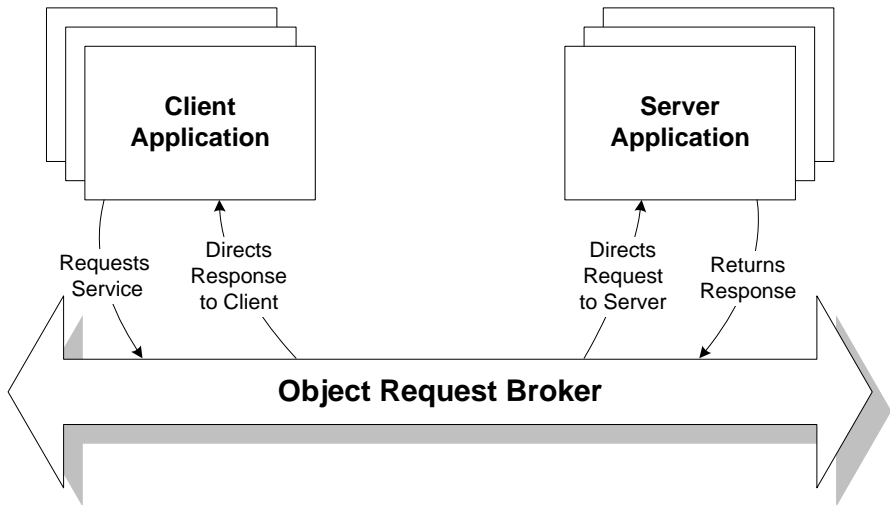 Client
Application
Server
Application
Requests
Service
Directs
Response
to Client
Directs
Request
to Server
Returns
Response
Object Request Broker